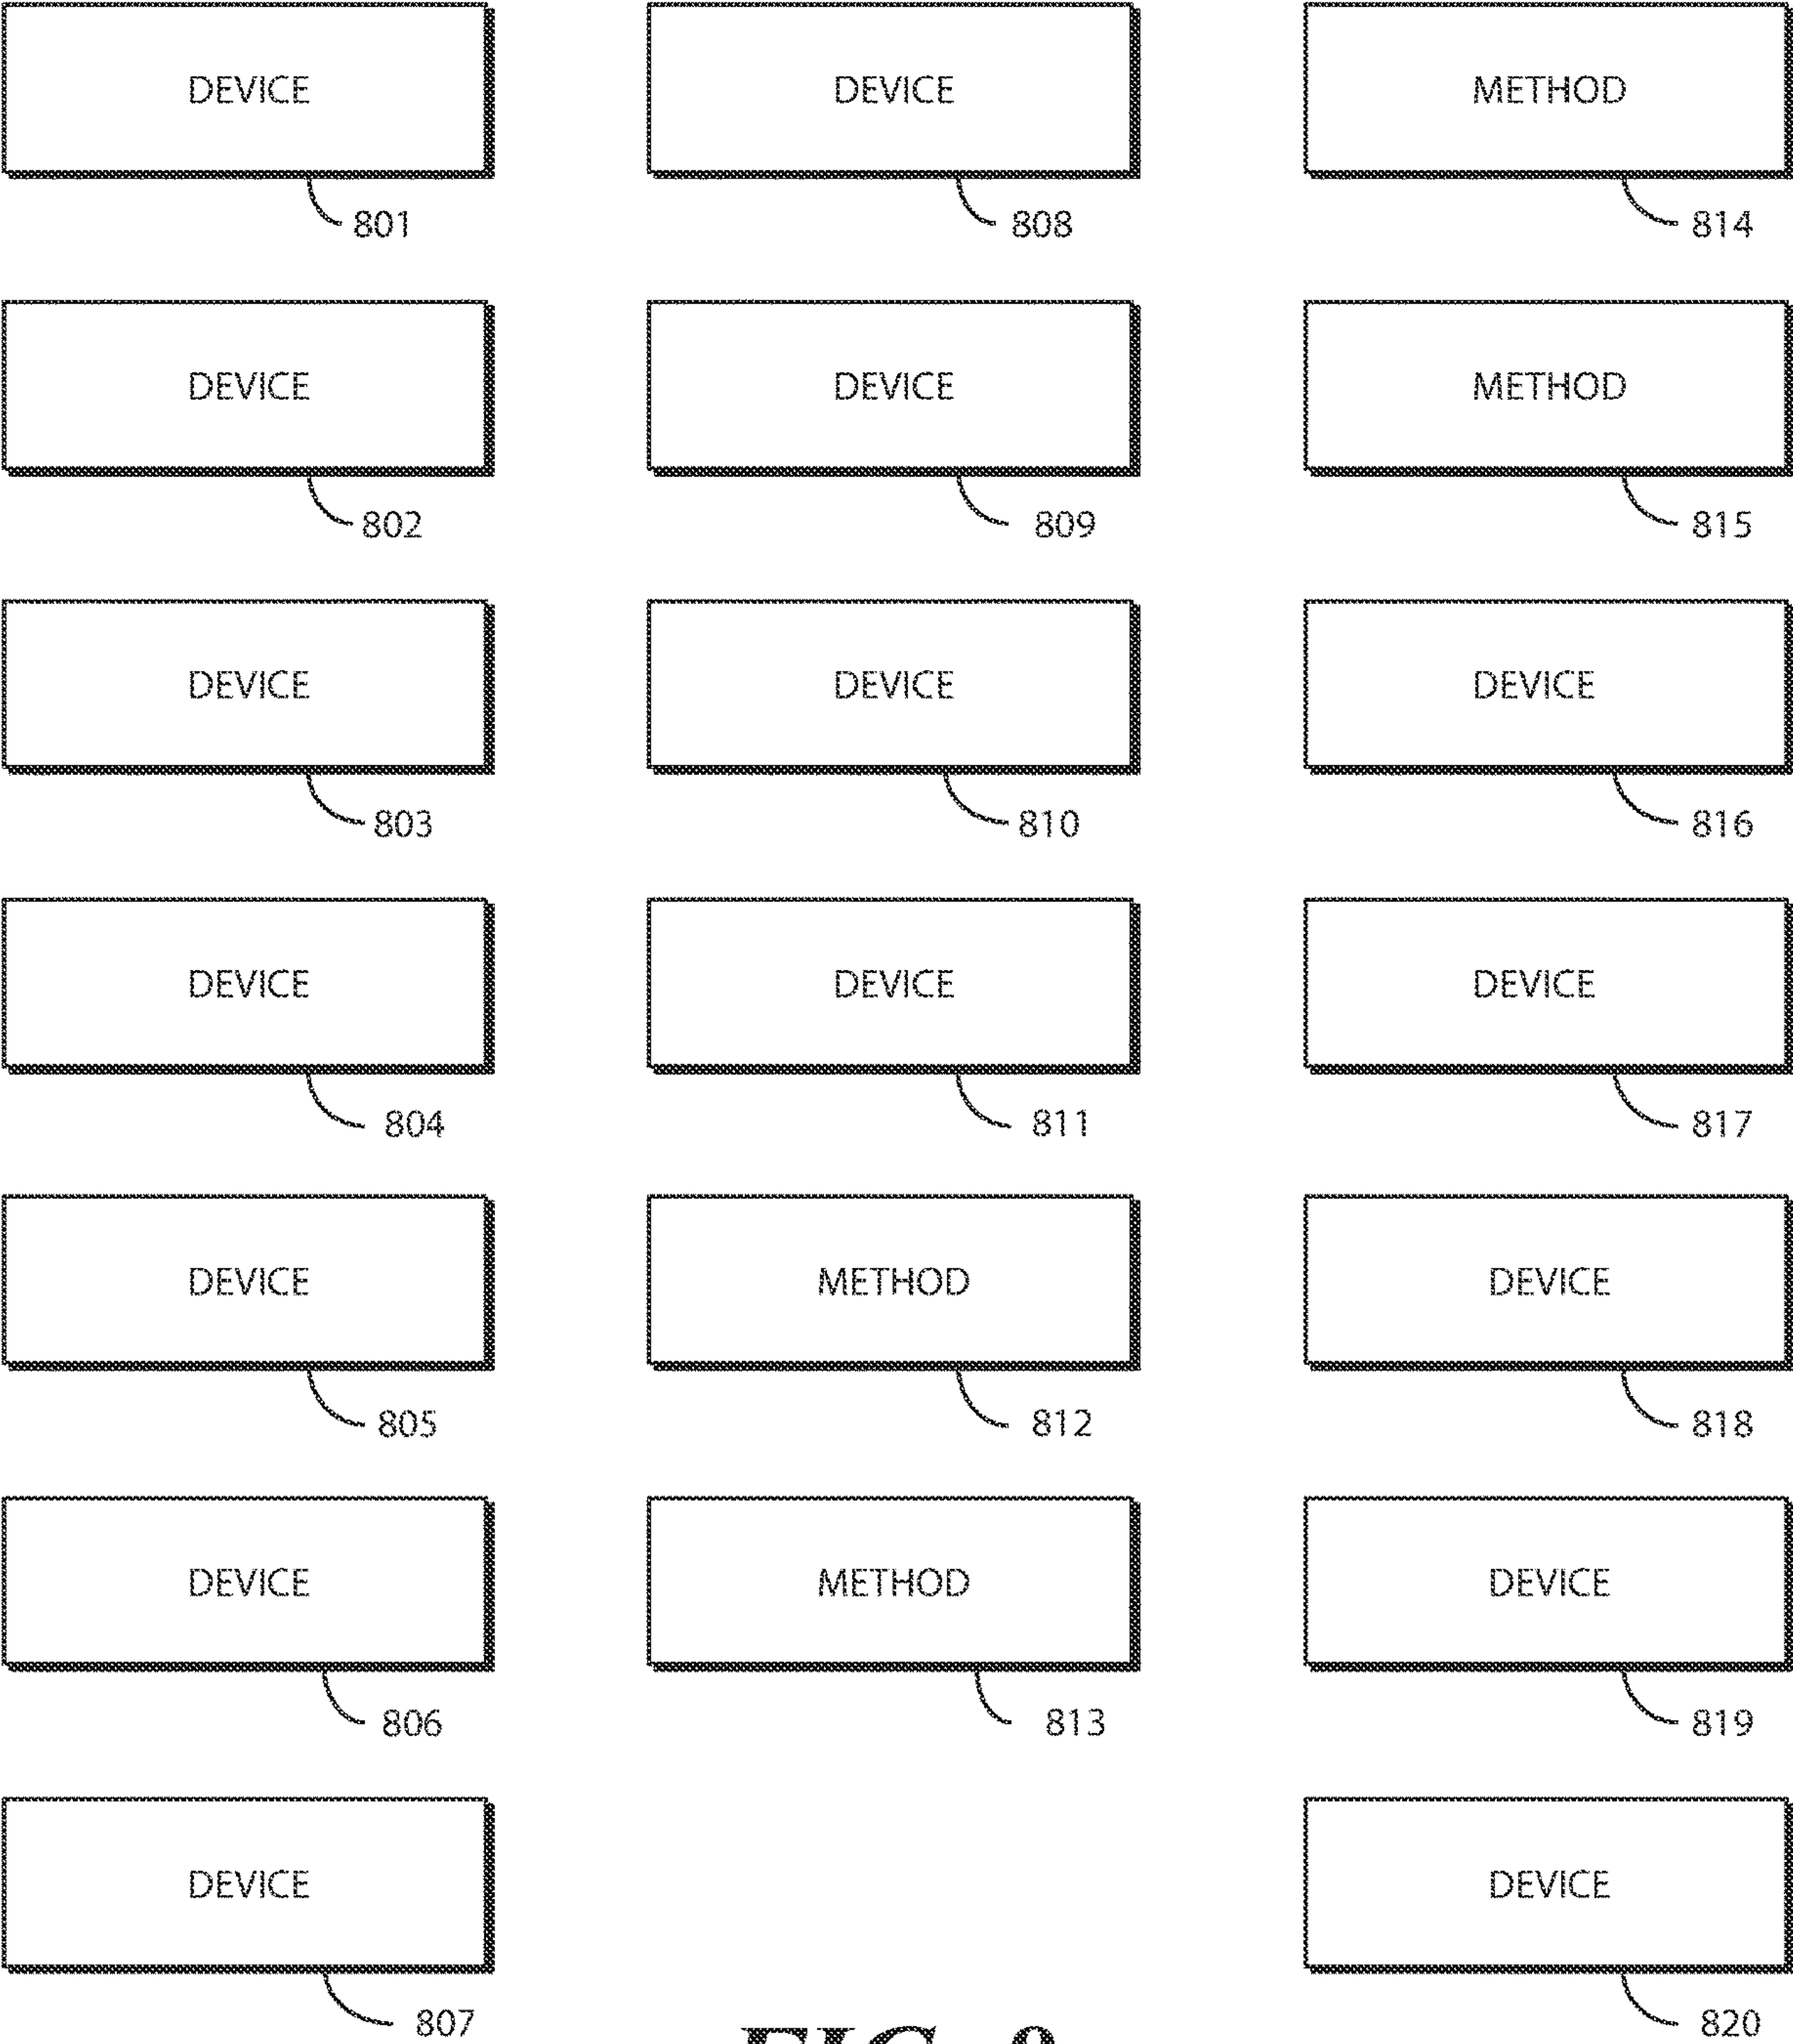 DEVICE DEVICE METHOD
801 808 814
DEVICE DEVICE METHOD
802 809 815
DEVICE DEVICE DEVICE
803 810 816
DEVICE DEVICE DEVICE
804 811 817
DEVICE METHOD DEVICE
805 812 818
DEVICE METHOD DEVICE
806 813 819
DEVICE DEVICE
807 820
FIG.